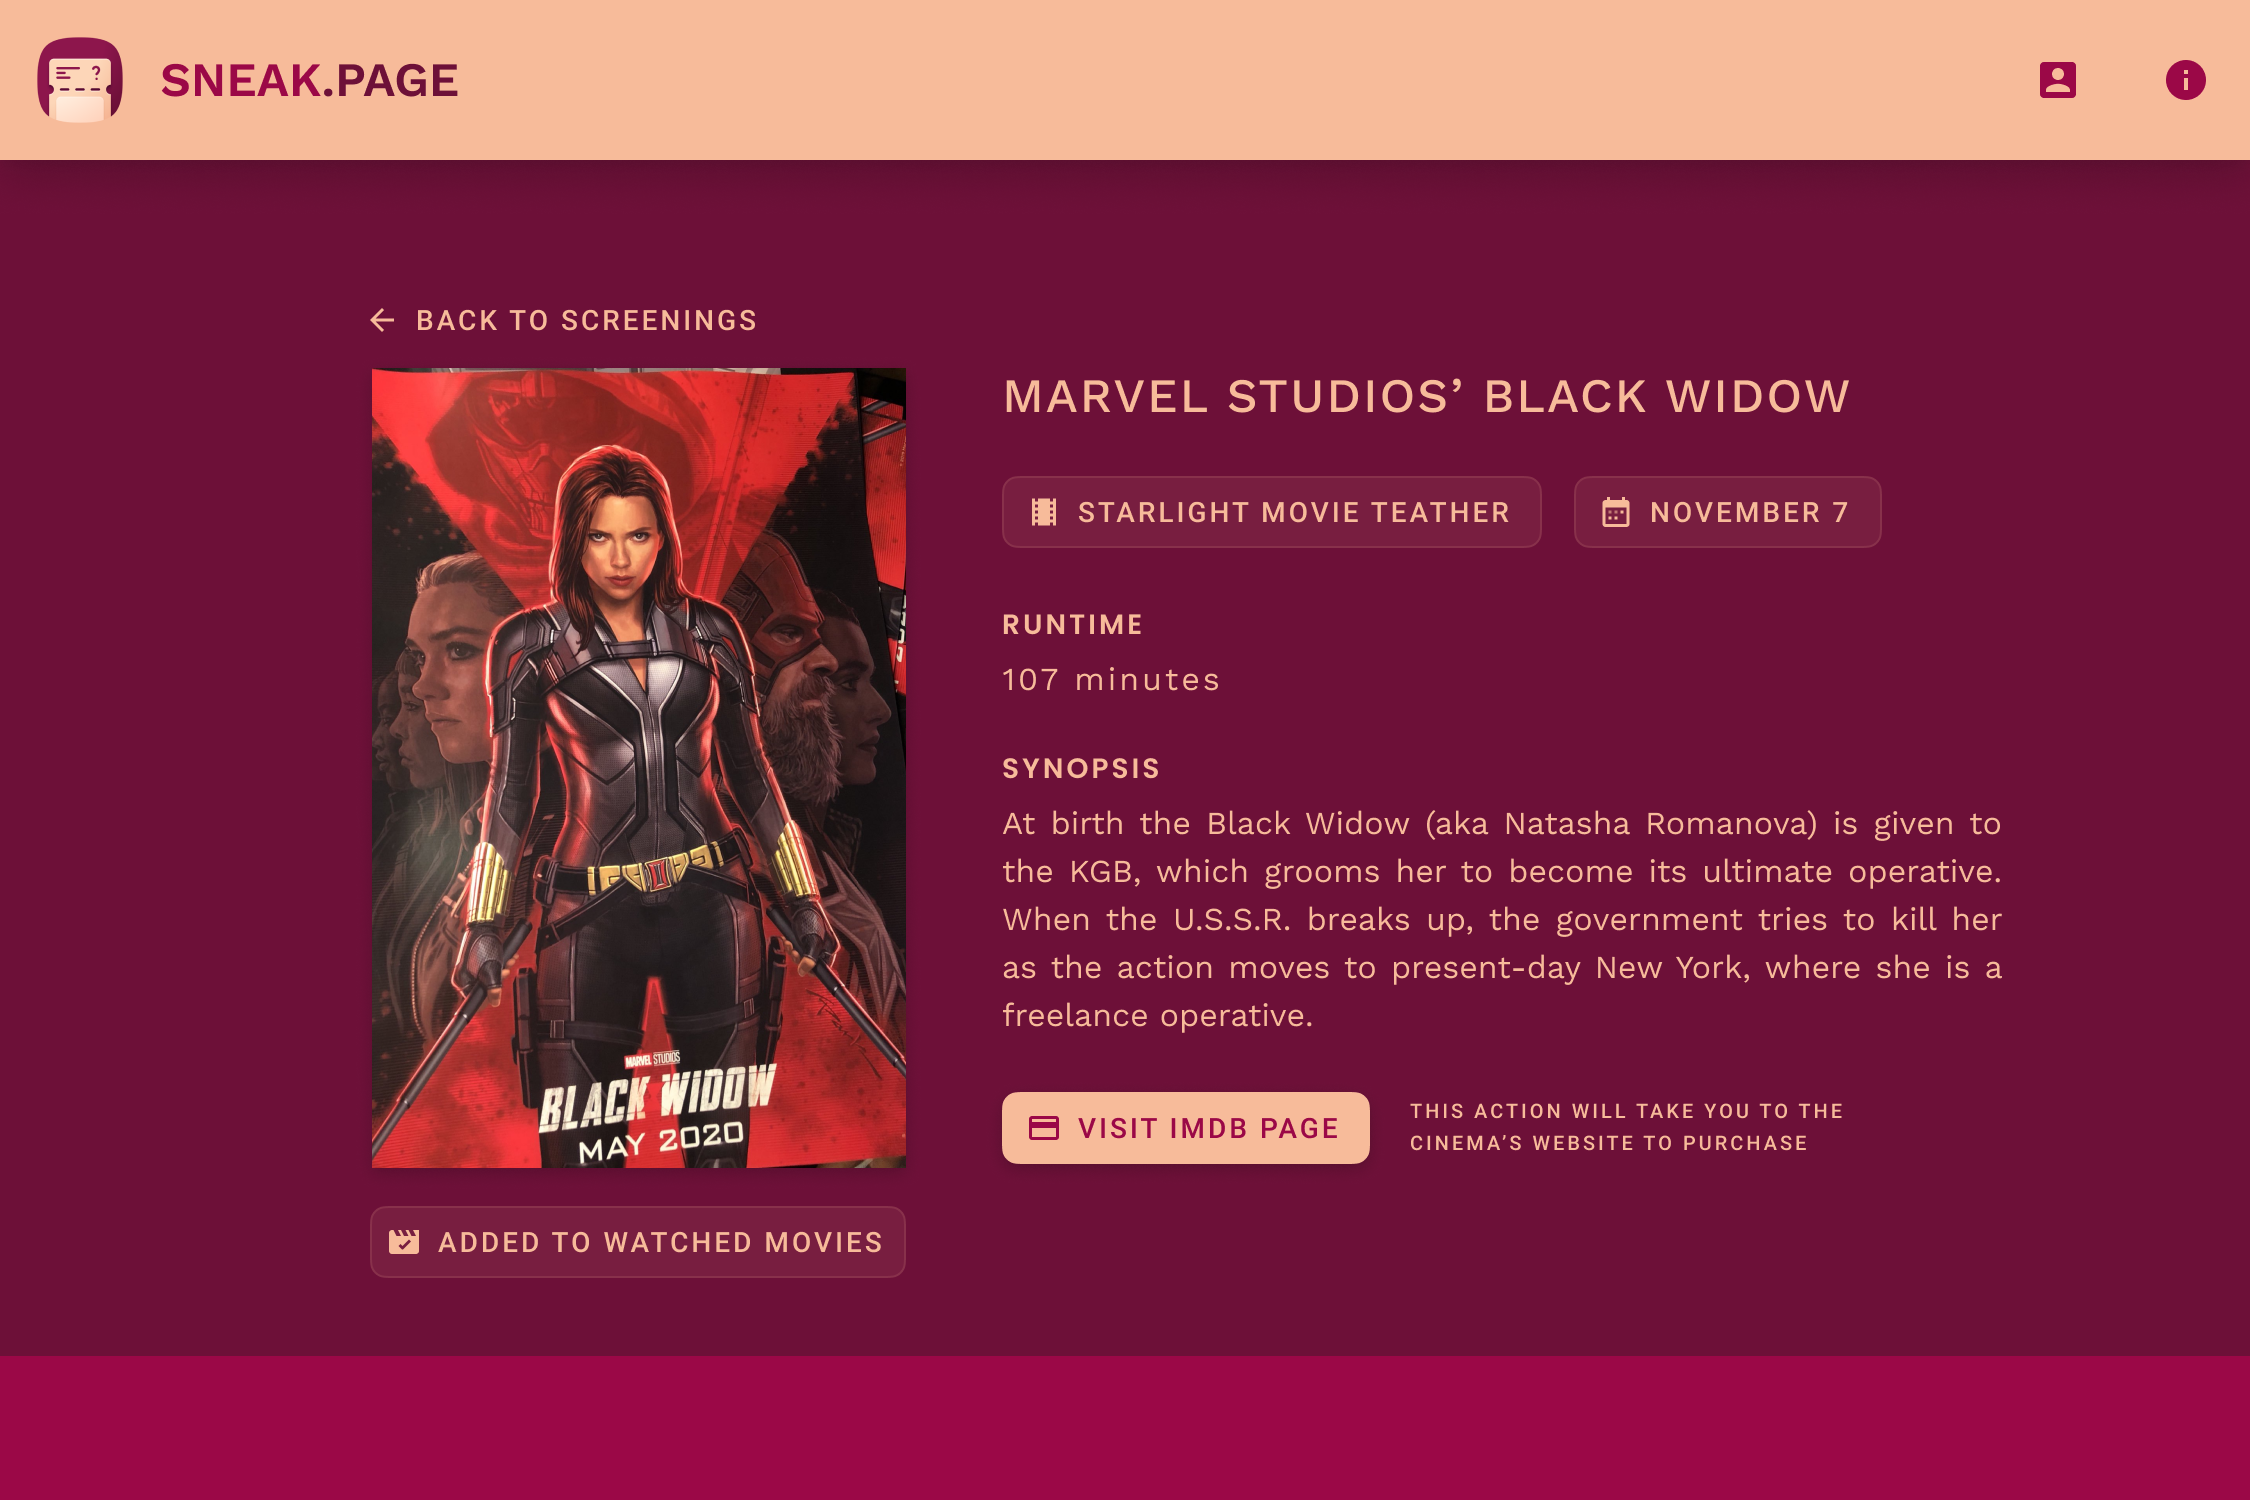 SNEAK.PAGE
BACK TO SCREENINGS
MARVEL STUDIOS
BLACK WIDOW
MAY 2020
ADDED TO WATCHED MOVIES
MARVEL STUDIOS’ BLACK WIDOW
STARLIGHT MOVIE TEATHER
NOVEMBER 7
RUNTIME
107 minutes
SYNOPSIS
At birth the Black Widow (aka Natasha Romanova) is given to
the KGB, which grooms her to become its ultimate operative.
When the U.S.S.R. breaks up, the government tries to kill her
as the action moves to present-day New York, where she is a
freelance operative.
VISIT IMDB PAGE
THIS ACTION WILL TAKE YOU TO THE
CINEMA’S WEBSITE TO PURCHASE